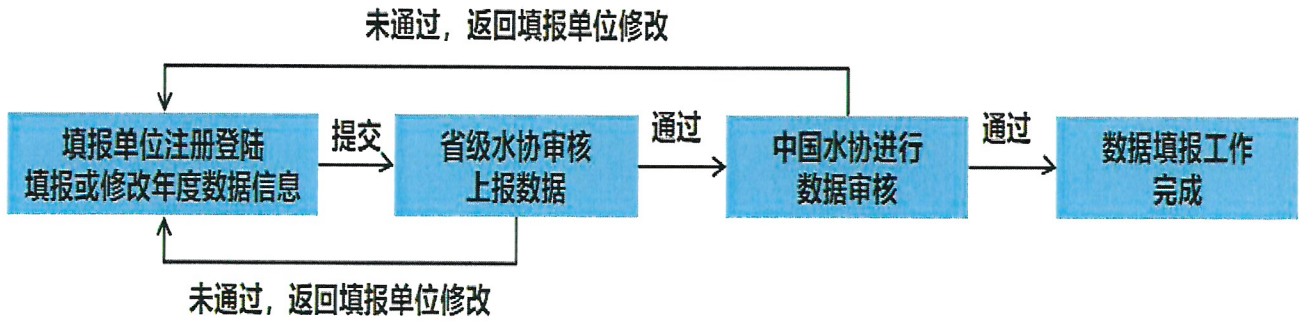 未通过，返回填报单位修改
填报单位注册登陆
填报或修改年度数据信息
提交
省级水协审核
上报数据
通过
中国水协进行
数据审核
通过
数据填报工作
完成
未通过，返回填报单位修改